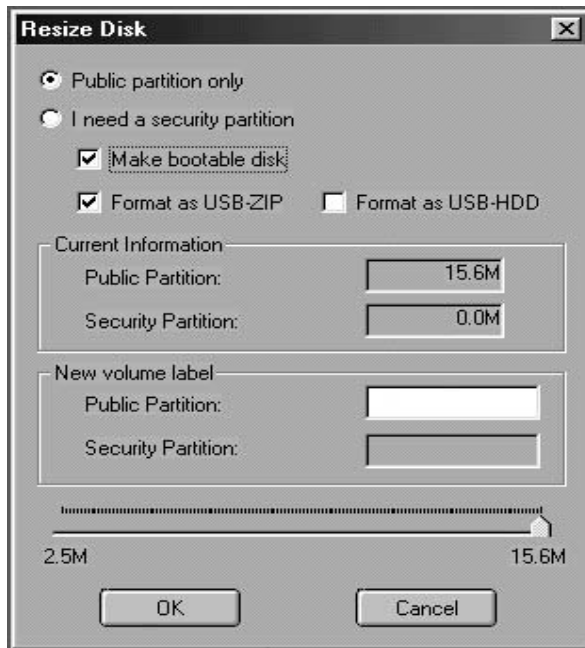 Resize Disk
Public partition only
I need a security partition
Make bootable disk
Format as USB-ZIP Format as USB-HDD
Current Information
Public Partition: 15.6M
Security Partition: 0.0M
New volume label
Public Partition:
Security Partition:
2.5M 15.6M
OK Cancel